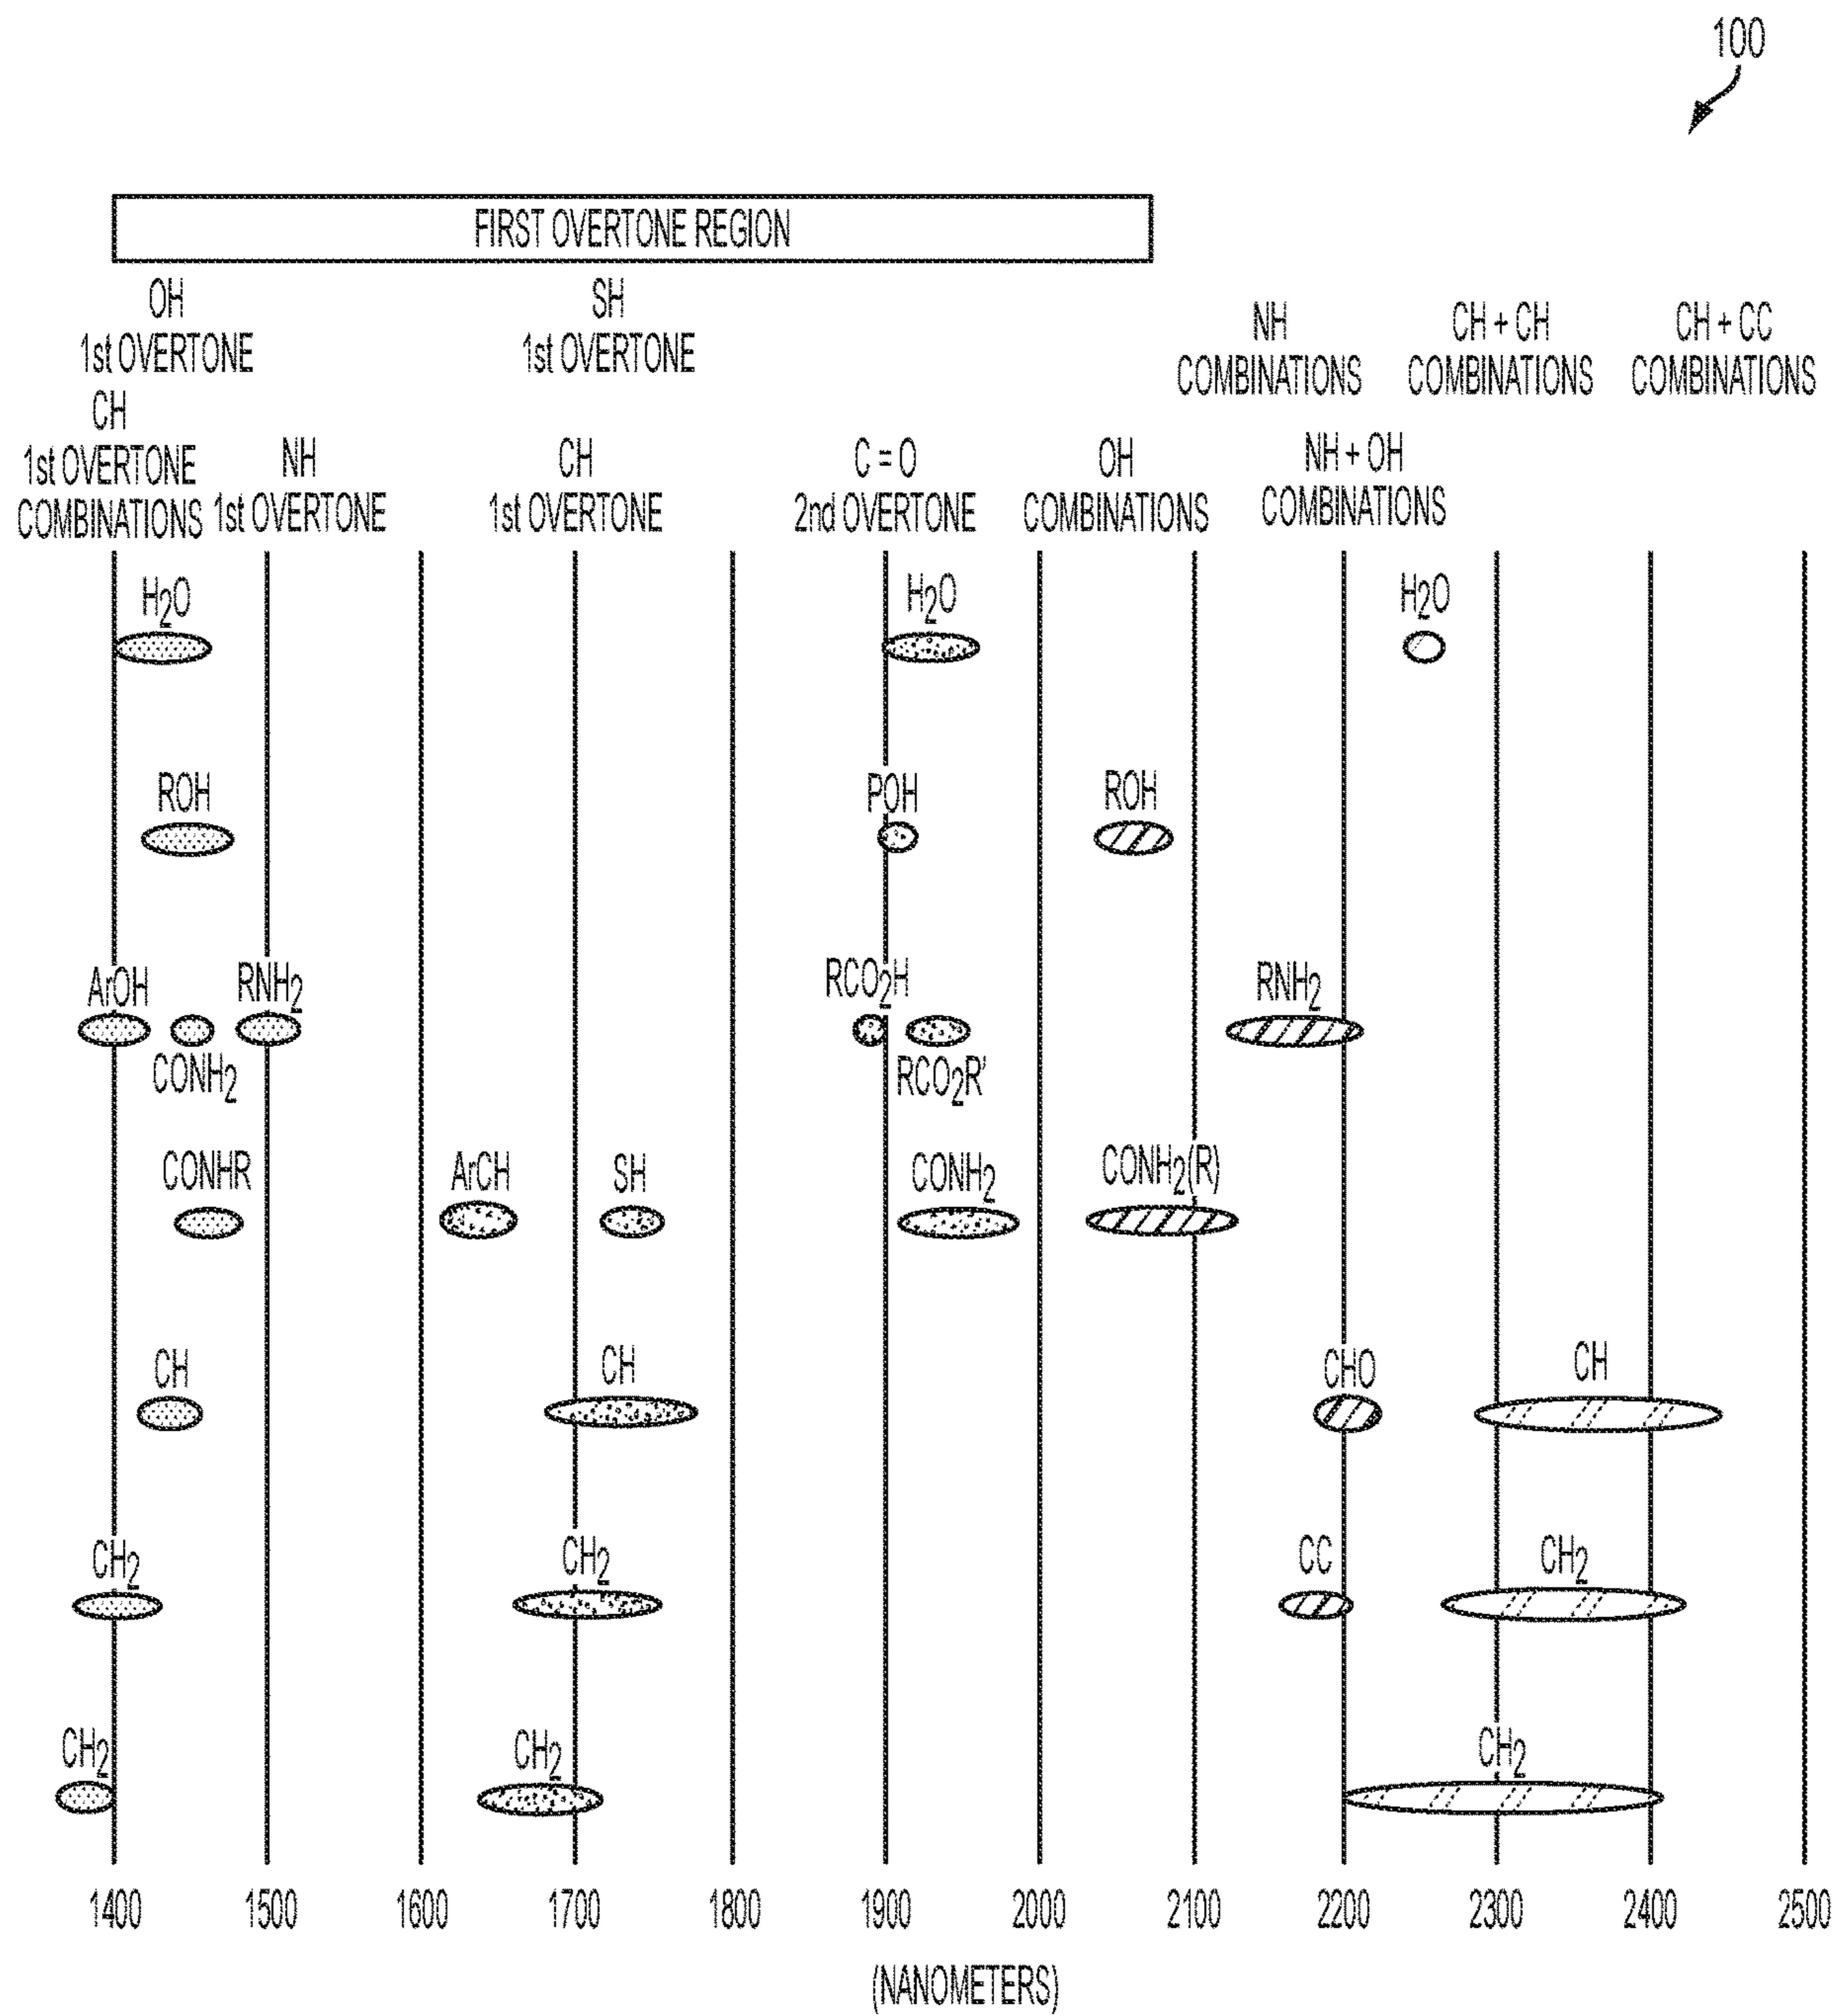 100
FIRST OVERTONE REGION
OH
1st OVERTONE
SH
1st OVERTONE
NH
COMBINATIONS
CH + CH
COMBINATIONS
CH + CC
COMBINATIONS
CH
1st OVERTONE
COMBINATIONS
NH
1st OVERTONE
CH
1st OVERTONE
C = O
2nd OVERTONE
OH
COMBINATIONS
NH + OH
COMBINATIONS
H2O H2O H2O
ROH POH ROH
ArOH RNH2 RCO2H RNH2
CONH2 RCO2R'
CONHR ArCH SH CONH2 CONH2(R)
CH CH CHO CH
CH2 CH2 CC CH2
CH2 CH2 CH2
1400 1500 1600 1700 1800 1900 2000 2100 2200 2300 2400 2500
(NANOMETERS)